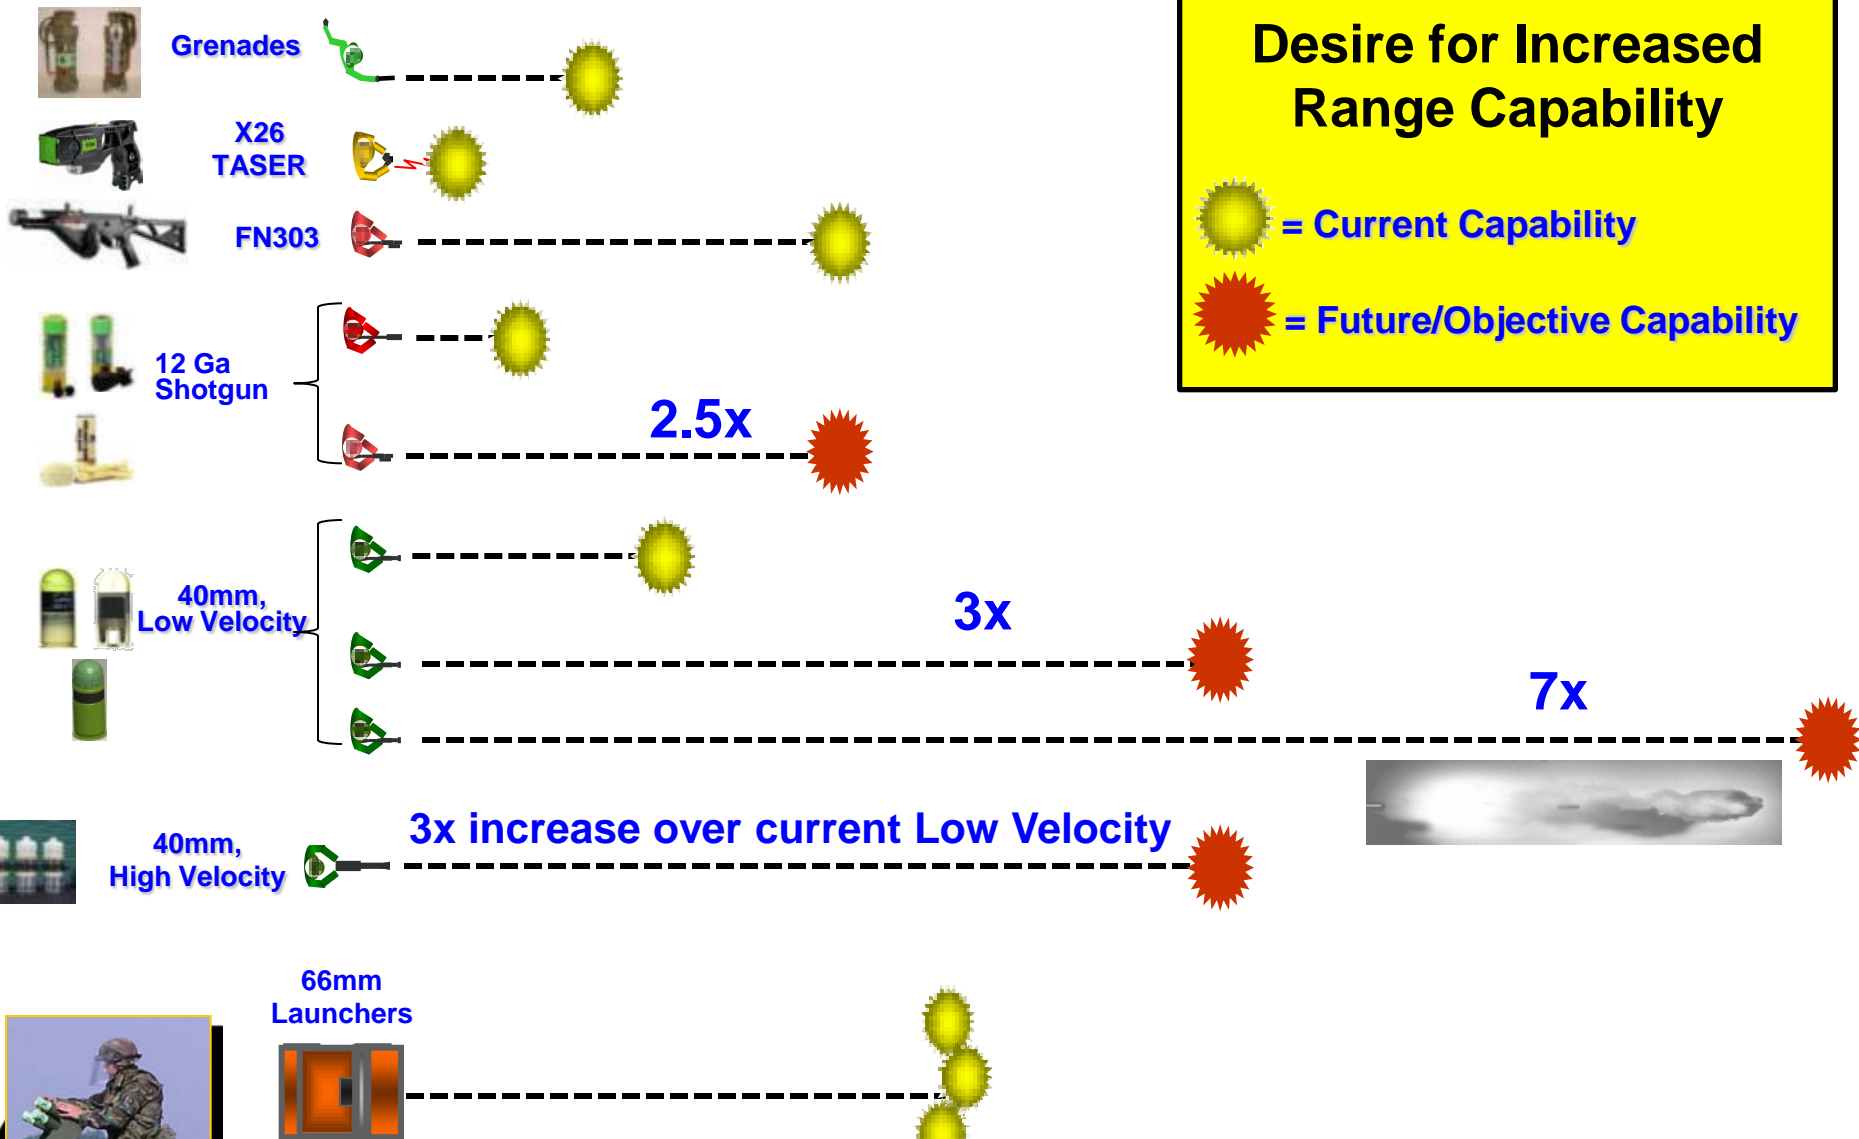 Grenades
Desire for Increased
Range Capability
X26
TASER
FN303
= Current Capability
= Future/Objective Capability
12 Ga
Shotgun
2.5x
40mm,
Low Velocity
3x
7x
3x increase over current Low Velocity
40mm,
High Velocity
66mm
Launchers